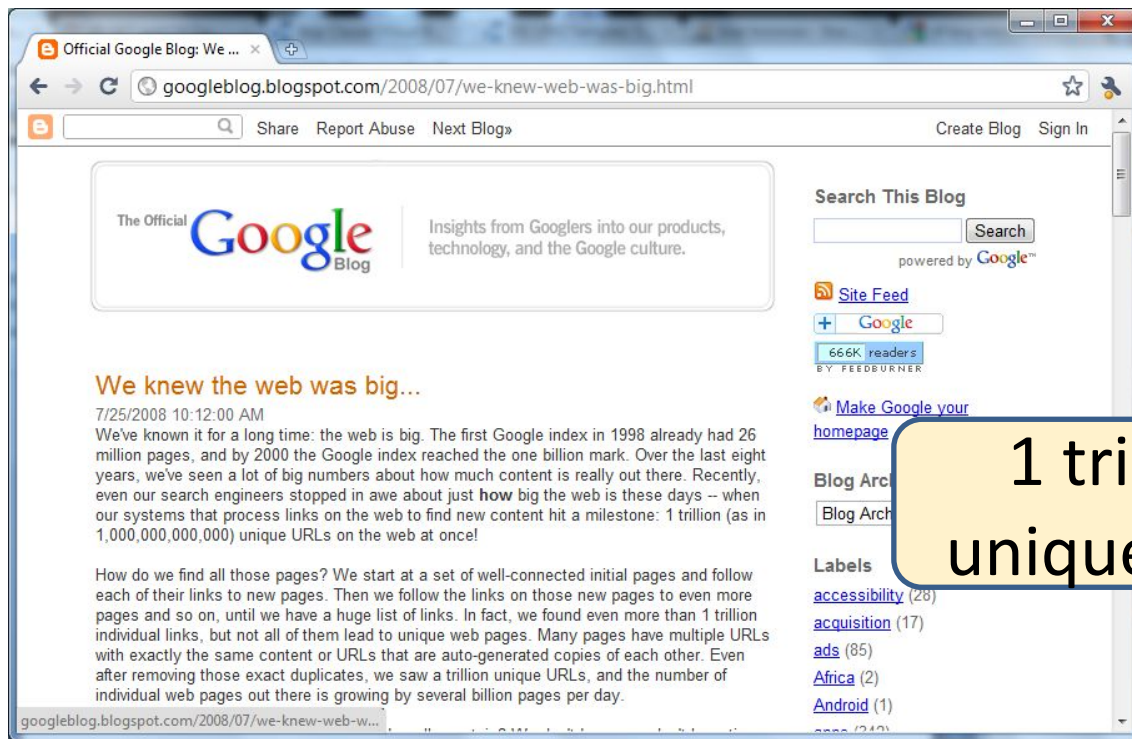 Official Google Blog: We ...
googleblog.blogspot.com/2008/07/we-knew-web-was-big.html
Share Report Abuse Next Blog» Create Blog Sign In
The Official Google Blog
Insights from Googlers into our products,
technology, and the Google culture.
Search This Blog
Search
powered by Google™
Site Feed
+ Google
666K readers
BY FEEDBURNER
Make Google your
homepage
We knew the web was big...
7/25/2008 10:12:00 AM
We've known it for a long time: the web is big. The first Google index in 1998 already had 26
million pages, and by 2000 the Google index reached the one billion mark. Over the last eight
years, we've seen a lot of big numbers about how much content is really out there. Recently,
even our search engineers stopped in awe about just how big the web is these days -- when
our systems that process links on the web to find new content hit a milestone: 1 trillion (as in
1,000,000,000,000) unique URLs on the web at once!
How do we find all those pages? We start at a set of well-connected initial pages and follow
each of their links to new pages. Then we follow the links on those new pages to even more
pages and so on, until we have a huge list of links. In fact, we found even more than 1 trillion
individual links, but not all of them lead to unique web pages. Many pages have multiple URLs
with exactly the same content or URLs that are auto-generated copies of each other. Even
after removing those exact duplicates, we saw a trillion unique URLs, and the number of
individual web pages out there is growing by several billion pages per day.
googleblog.blogspot.com/2008/07/we-knew-web-w...
Blog Arc
Blog Arch
1 tri
unique
Labels
accessibility (28)
acquisition (17)
ads (85)
Africa (2)
Android (1)